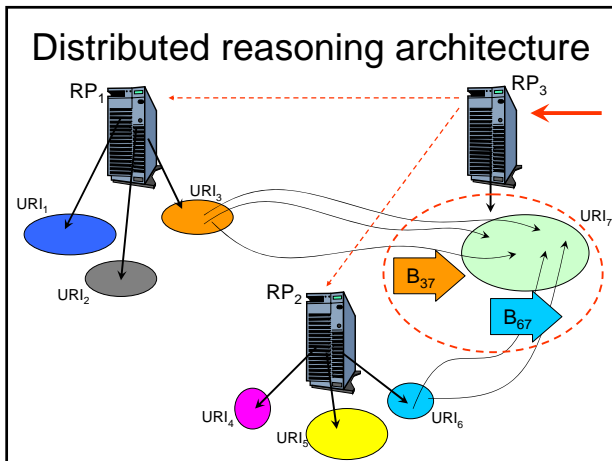 Distributed reasoning architecture
RP₁
RP₃
URI₃
URI₁
URI₇
URI₂
B₃₇
RP₂
B₆₇
URI₄
URI₆
URI₅